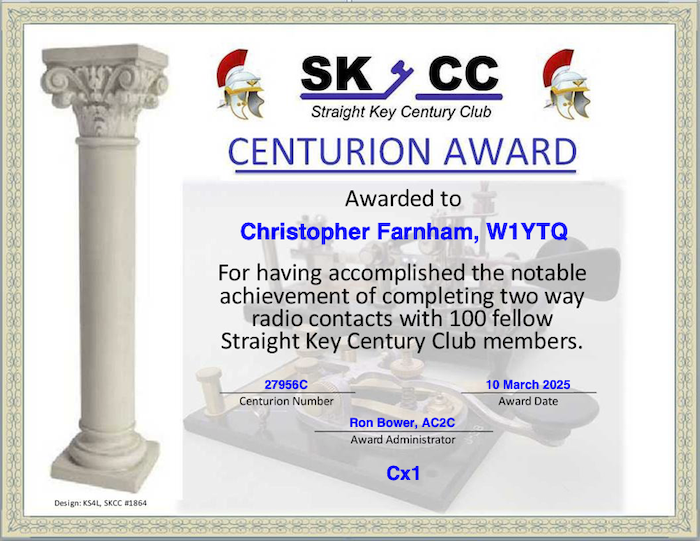 SK CC
Straight Key Century Club
CENTURION AWARD
Awarded to
Christopher Farnham, W1YTQ
For having accomplished the notable
achievement of completing two way
radio contacts with 100 fellow
Straight Key Century Club members.
27956C
Centurion Number
10 March 2025
Award Date
Ron Bower, AC2C
Award Administrator
Cx1
Design: KS4L, SKCC #1864